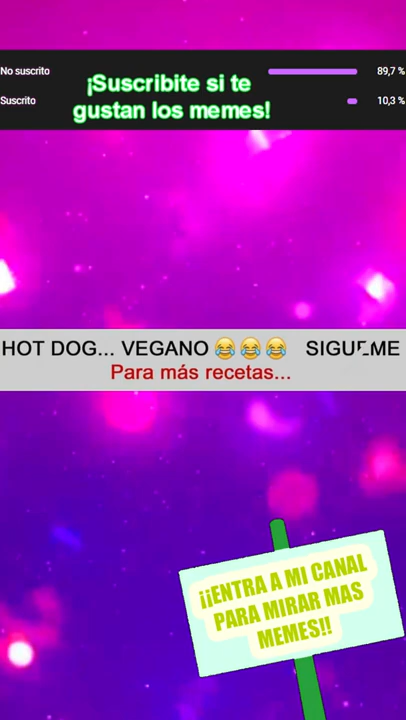 No suscrito 89,7 %
¡Suscribite si te
Suscrito 10,3 %
gustan los memes!
HOT DOG... VEGANO 😂😂😂 SIGUEME
Para más recetas...
¡¡ENTRA A MI CANAL
PARA MIRAR MAS
MEMES!!